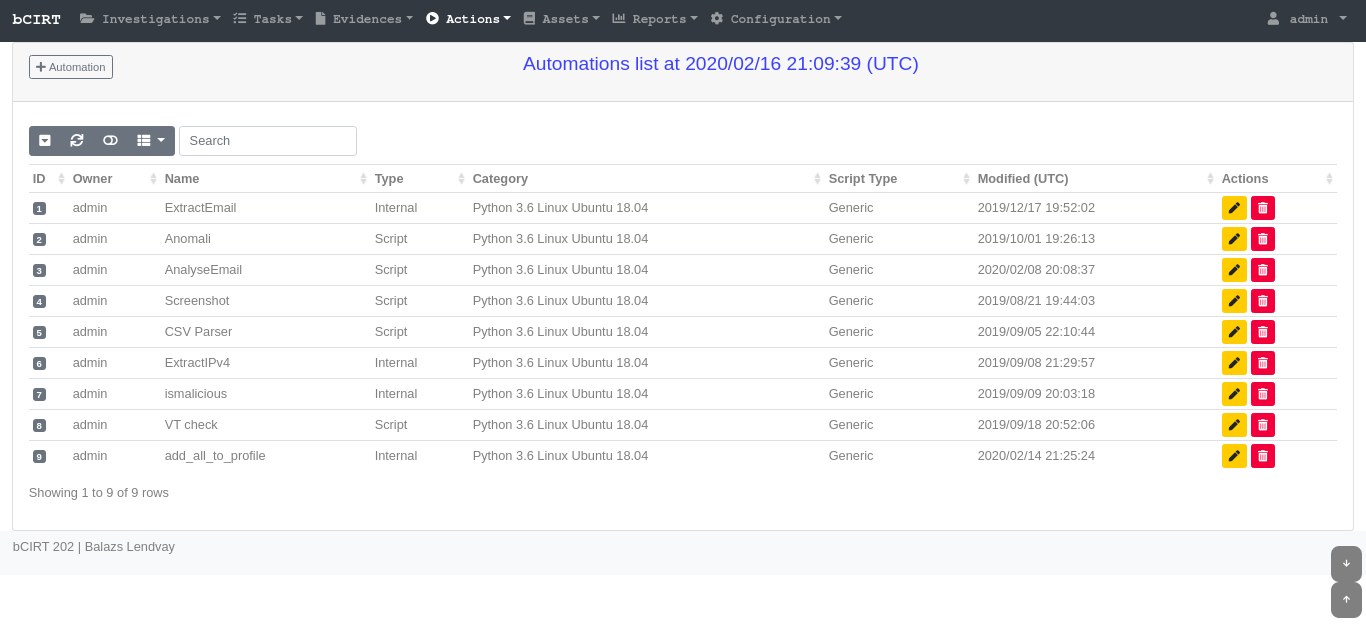 bCIRT Investigations Tasks Evidences Actions Assets Reports Configuration admin
Automation
Automations list at 2020/02/16 21:09:39 (UTC)
Search
ID Owner Name Type Category Script Type Modified (UTC) Actions
1 admin ExtractEmail Internal Python 3.6 Linux Ubuntu 18.04 Generic 2019/12/17 19:52:02
2 admin Anomali Script Python 3.6 Linux Ubuntu 18.04 Generic 2019/10/01 19:26:13
3 admin AnalyseEmail Script Python 3.6 Linux Ubuntu 18.04 Generic 2020/02/08 20:08:37
4 admin Screenshot Script Python 3.6 Linux Ubuntu 18.04 Generic 2019/08/21 19:44:03
5 admin CSV Parser Script Python 3.6 Linux Ubuntu 18.04 Generic 2019/09/05 22:10:44
6 admin ExtractIPv4 Internal Python 3.6 Linux Ubuntu 18.04 Generic 2019/09/08 21:29:57
7 admin ismalicious Internal Python 3.6 Linux Ubuntu 18.04 Generic 2019/09/09 20:03:18
8 admin VT check Script Python 3.6 Linux Ubuntu 18.04 Generic 2019/09/18 20:52:06
9 admin add_all_to_profile Internal Python 3.6 Linux Ubuntu 18.04 Generic 2020/02/14 21:25:24
Showing 1 to 9 of 9 rows
bCIRT 202 | Balazs Lendvay